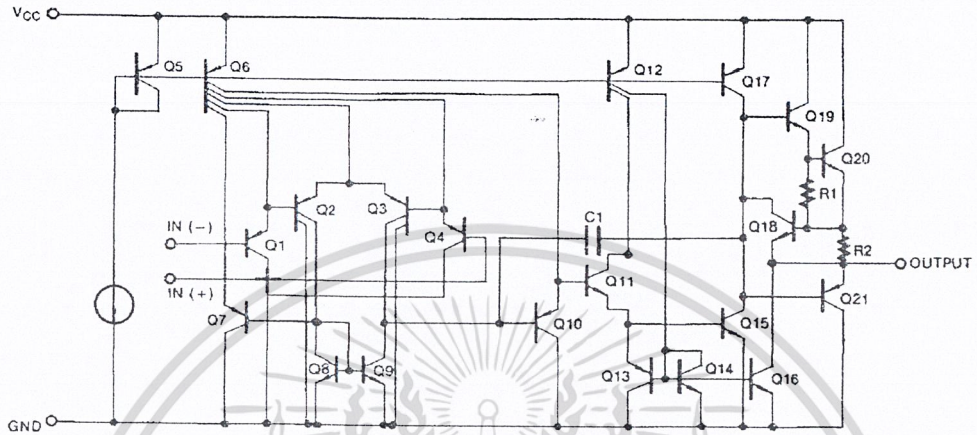 VCC
Q5
Q6
Q12
Q17
Q19
Q20
R1
Q2
Q3
Q4
C1
Q18
R2
IN (-)
Q1
OUTPUT
IN (+)
Q11
Q21
Q7
Q10
Q15
Q8
Q9
Q13
Q14
Q16
GND